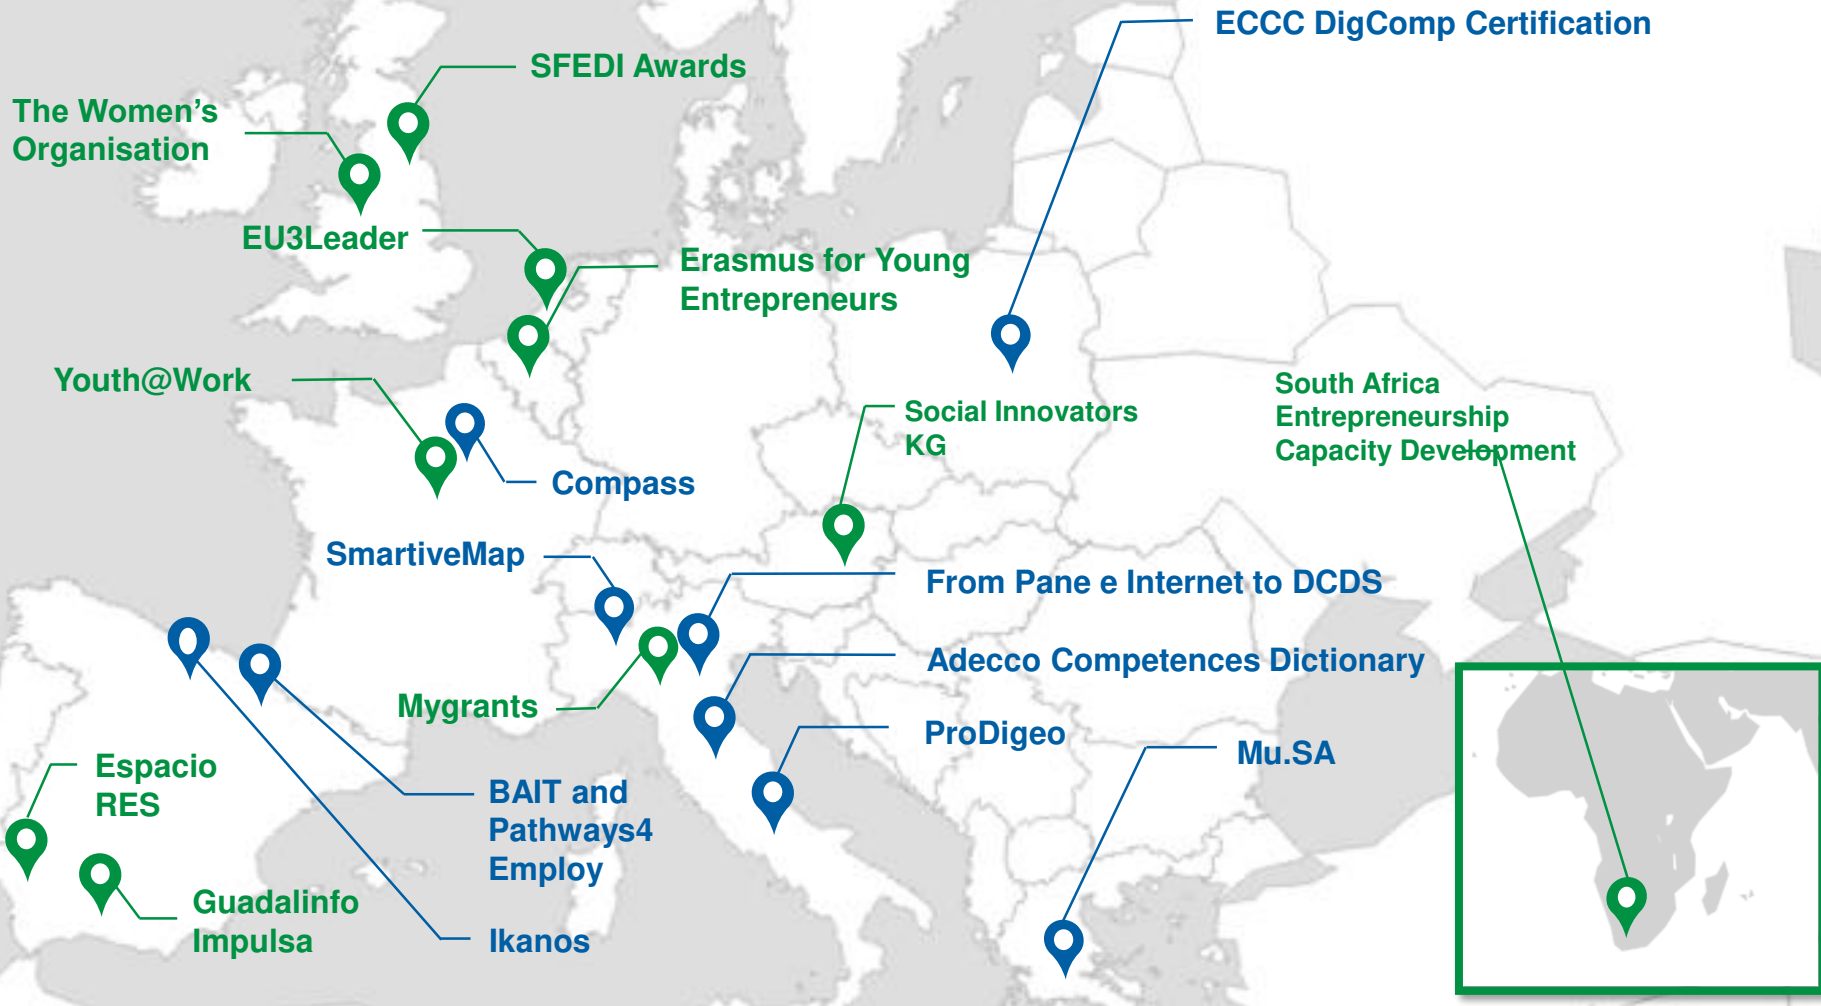 ECCC DigComp Certification
SFEDI Awards
The Women's
Organisation
EU3Leader
Erasmus for Young
Entrepreneurs
Youth@Work
South Africa
Entrepreneurship
Capacity Development
Social Innovators
KG
Compass
SmartiveMap
From Pane e Internet to DCDS
Adecco Competences Dictionary
Mygrants
ProDigeo
Mu.SA
Espacio
RES
BAIT and
Pathways4
Employ
Guadalinfo
Impulsa
Ikanos